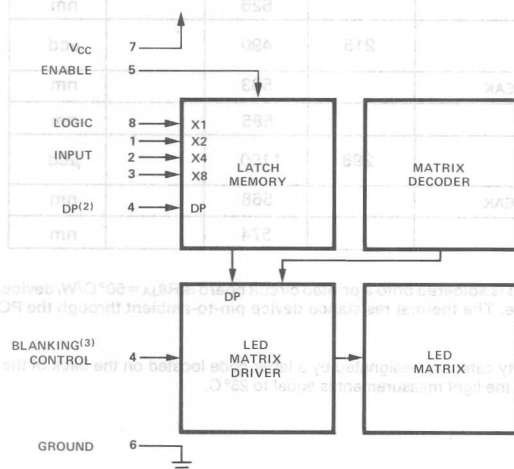 VCC 7
ENABLE 5
LOGIC 8 X1
1 X2
INPUT 2 X4
3 X8
DP(2) 4 DP
LATCH
MEMORY
MATRIX
DECODER
DP
BLANKING(3)
CONTROL 4
LED
MATRIX
DRIVER
LED
MATRIX
GROUND 6